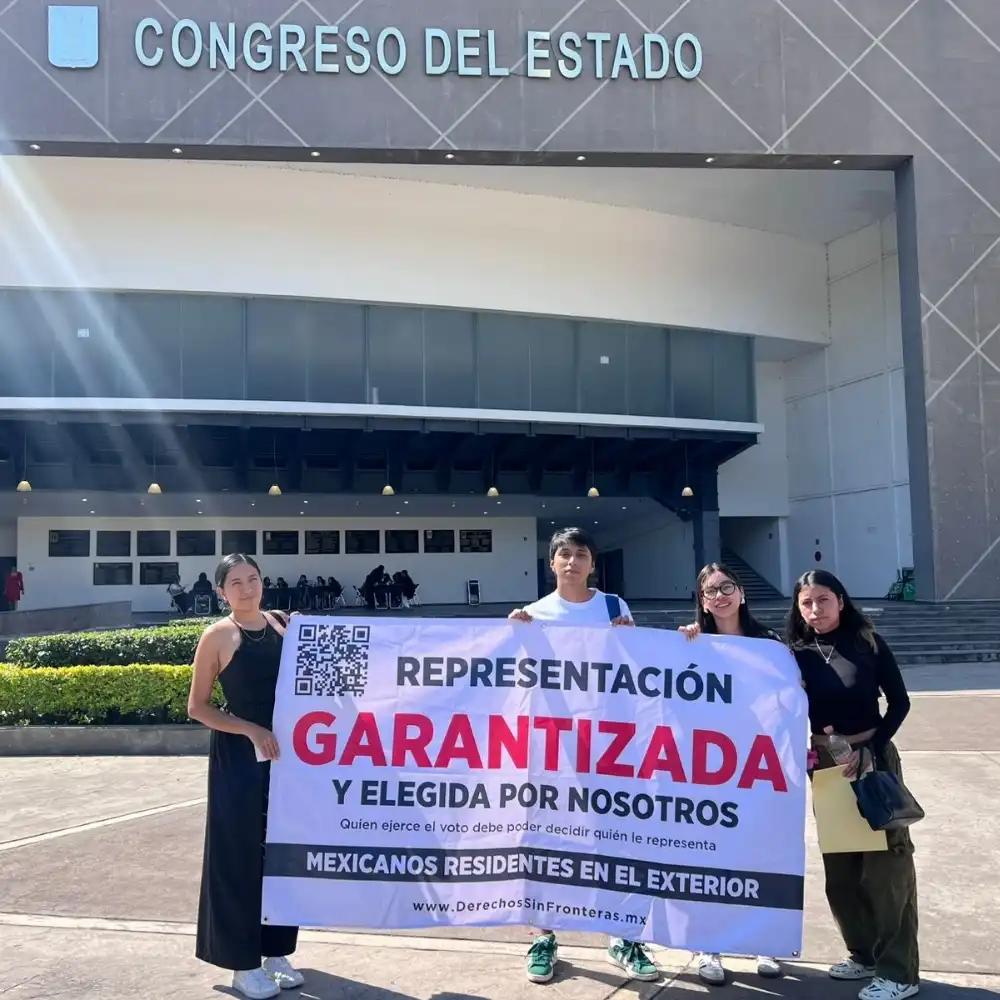 CONGRESO DEL ESTADO
REPRESENTACIÓN
GARANTIZADA
Y ELEGIDA POR NOSOTROS
Quien ejerce el voto debe poder decidir quién le representa
MEXICANOS RESIDENTES EN EL EXTERIOR
www.DerechosSinFronteras.mx